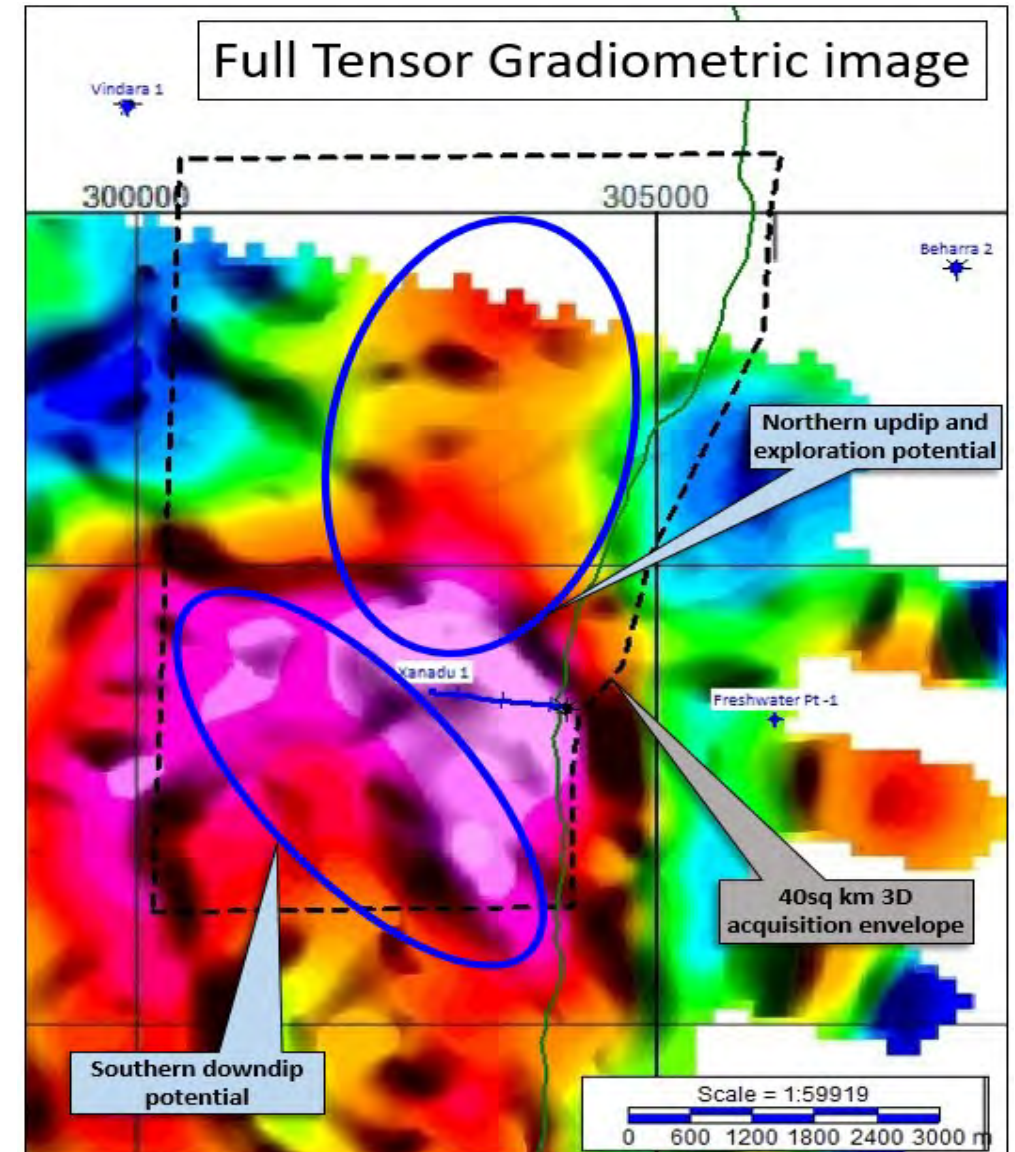 Full Tensor Gradiometric image
Vindara 1
300000
305000
Beharra 2
Northern updip and
exploration potential
Xanadu 1
Freshwater Pt -1
40sq km 3D
acquisition envelope
Southern downdip
potential
Scale = 1:59919
0 600 1200 1800 2400 3000 m